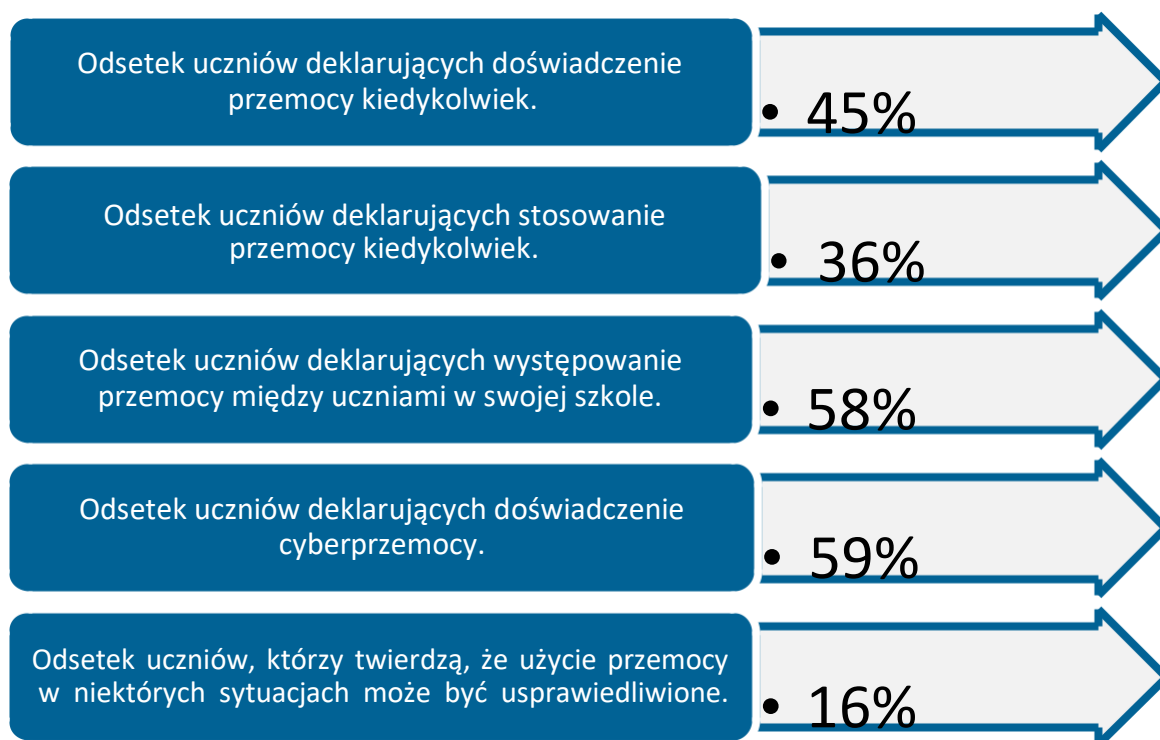 Odsetek uczniów deklarujących doświadczenie
przemocy kiedykolwiek.
• 45%
Odsetek uczniów deklarujących stosowanie
przemocy kiedykolwiek.
• 36%
Odsetek uczniów deklarujących występowanie
przemocy między uczniami w swojej szkole.
• 58%
Odsetek uczniów deklarujących doświadczenie
cyberprzemocy.
• 59%
Odsetek uczniów, którzy twierdzą, że użycie przemocy
w niektórych sytuacjach może być usprawiedliwione.
• 16%